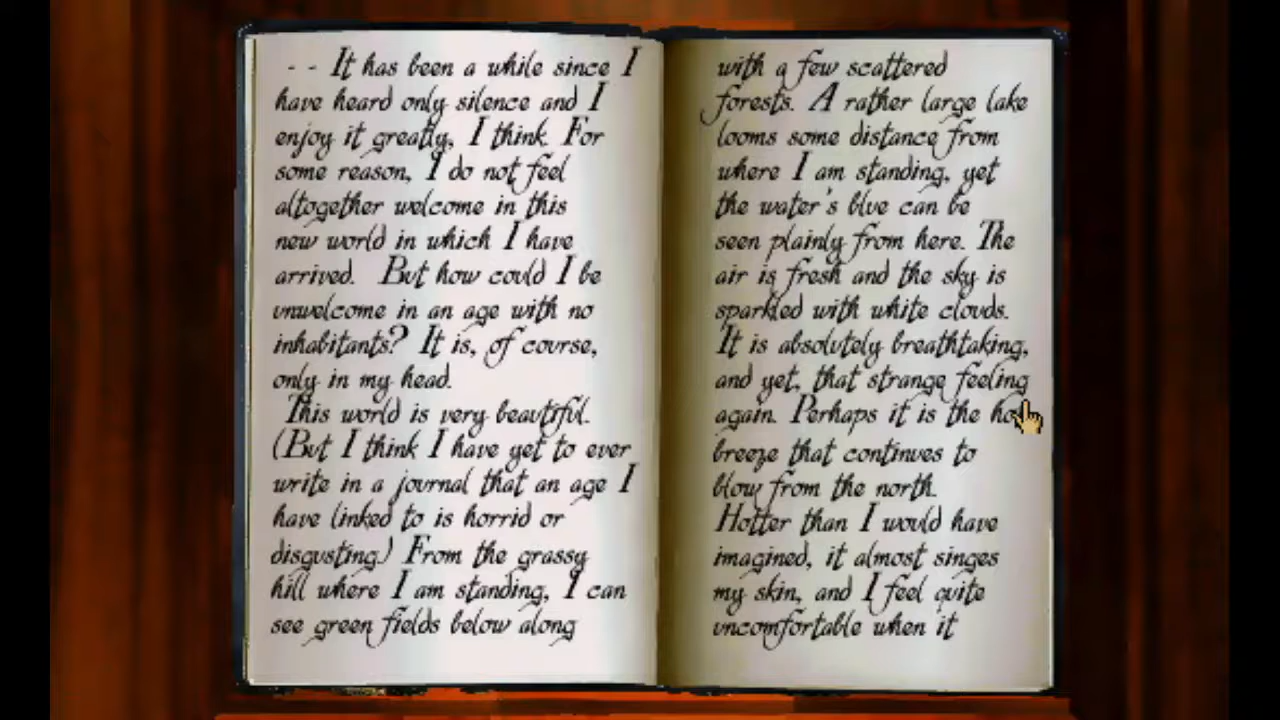 - - It has been a while since I
have heard only silence and I
enjoy it greatly, I think. For
some reason, I do not feel
altogether welcome in this
new world in which I have
arrived. But how could I be
unwelcome in an age with no
inhabitants? It is, of course,
only in my head.
This world is very beautiful.
(But I think I have yet to ever
write in a journal that an age I
have linked to is horrid or
disgusting.) From the grassy
hill where I am standing, I can
see green fields below along
with a few scattered
forests. A rather large lake
looms some distance from
where I am standing, yet
the water's blue can be
seen plainly from here. The
air is fresh and the sky is
sparkled with white clouds.
It is absolutely breathtaking,
and yet, that strange feeling
again. Perhaps it is the
breeze that continues to
blow from the north.
Hotter than I would have
imagined, it almost singes
my skin, and I feel quite
uncomfortable when it